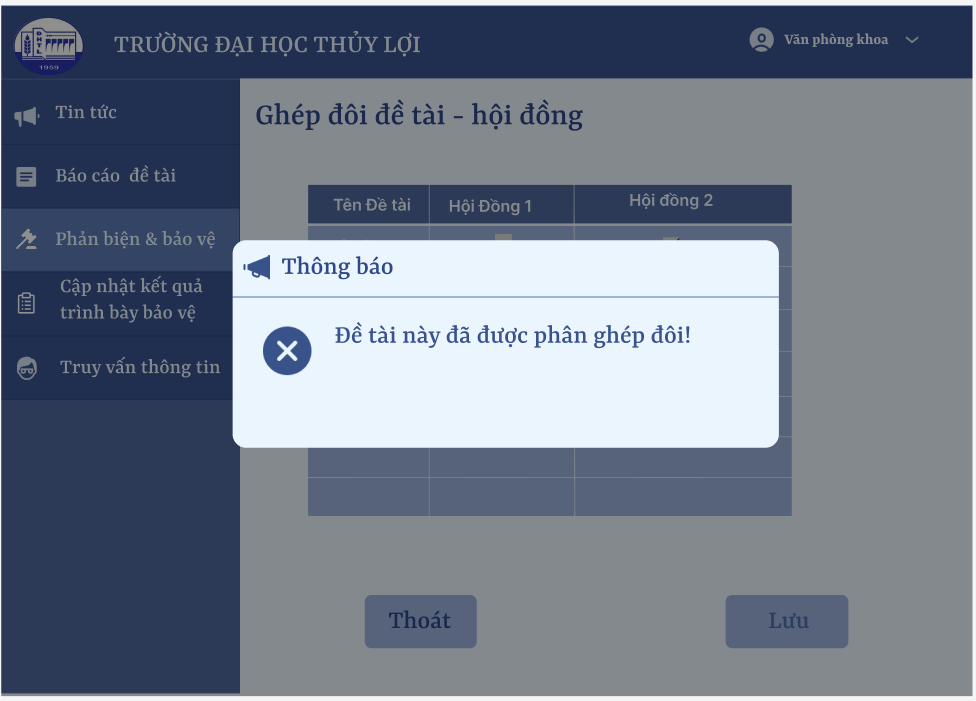 ĐHTL
1959
TRƯỜNG ĐẠI HỌC THỦY LỢI
Văn phòng khoa
Tin tức
Báo cáo đề tài
Phản biện & bảo vệ
Cập nhật kết quả
trình bày bảo vệ
Truy vấn thông tin
Ghép đôi đề tài - hội đồng
Tên Đề tài
Hội Đồng 1
Hội đồng 2
Thông báo
Đề tài này đã được phân ghép đôi!
Thoát
Lưu